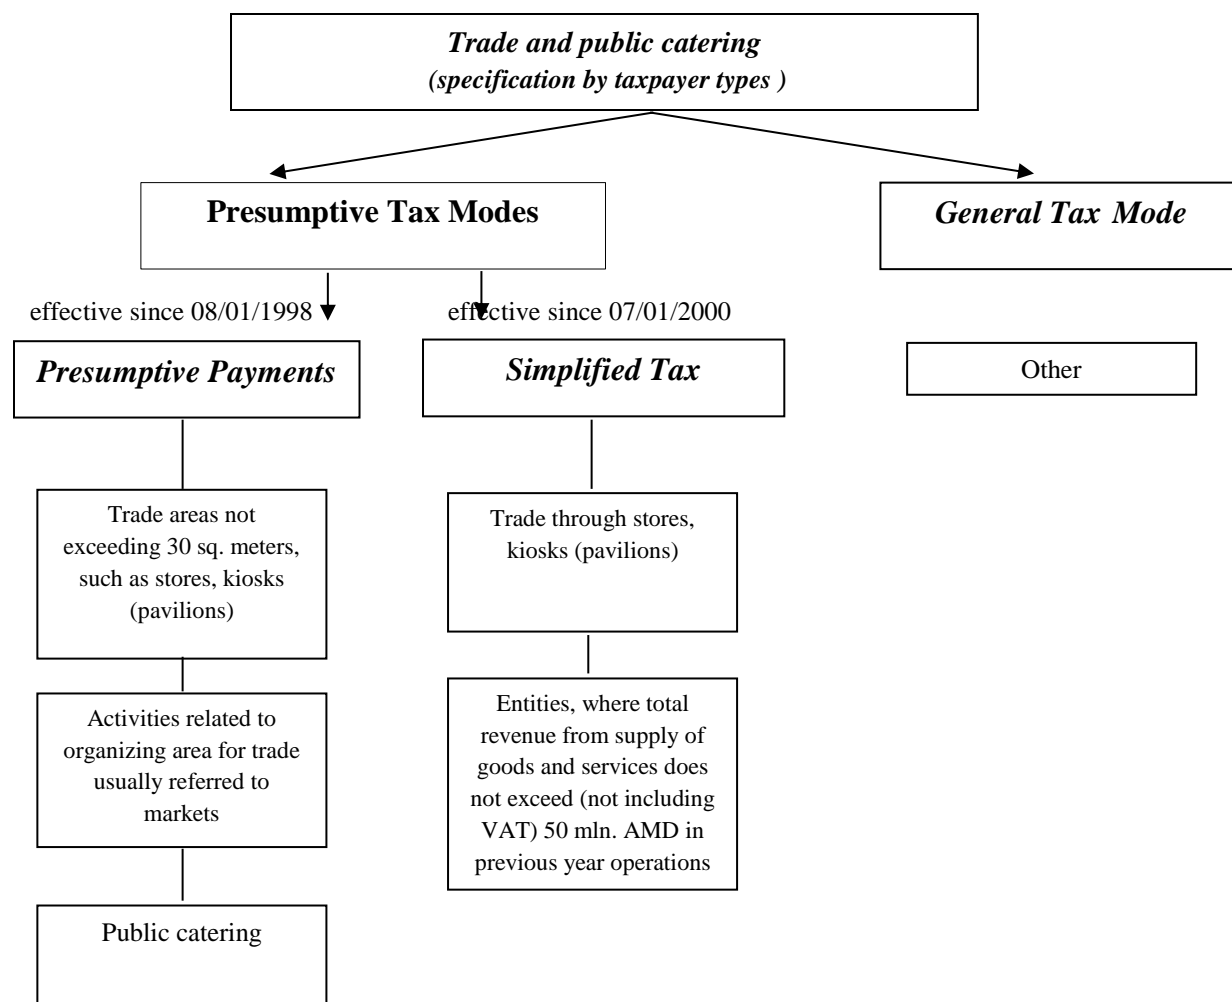 Trade and public catering
(specification by taxpayer types )
Presumptive Tax Modes
General Tax Mode
effective since 08/01/1998
effective since 07/01/2000
Presumptive Payments
Simplified Tax
Other
Trade areas not
exceeding 30 sq. meters,
such as stores, kiosks
(pavilions)
Trade through stores,
kiosks (pavilions)
Activities related to
organizing area for trade
usually referred to
markets
Entities, where total
revenue from supply of
goods and services does
not exceed (not including
VAT) 50 mln. AMD in
previous year operations
Public catering